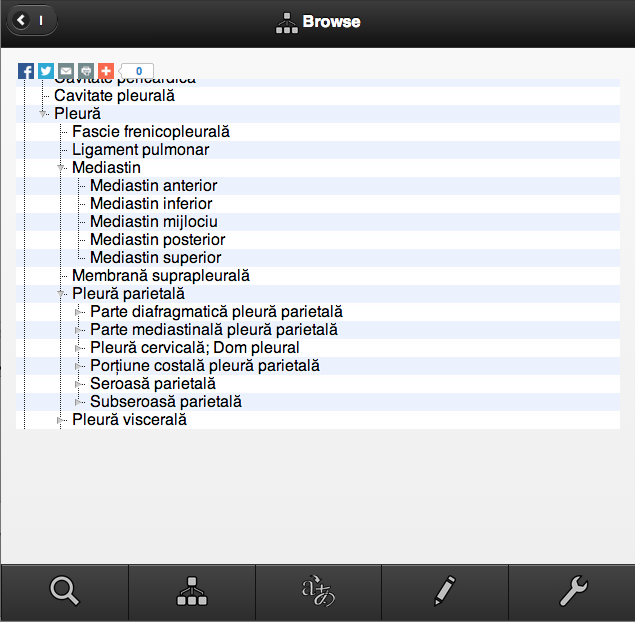 I
Browse
0
Cavitate pericardică
Cavitate pleurală
Pleură
Fascie frenicopleurală
Ligament pulmonar
Mediastin
Mediastin anterior
Mediastin inferior
Mediastin mijlociu
Mediastin posterior
Mediastin superior
Membrană suprapleurală
Pleură parietală
Parte diafragmatică pleură parietală
Parte mediastinală pleură parietală
Pleură cervicală; Dom pleural
Porțiune costală pleură parietală
Seroasă parietală
Subseroasă parietală
Pleură viscerală